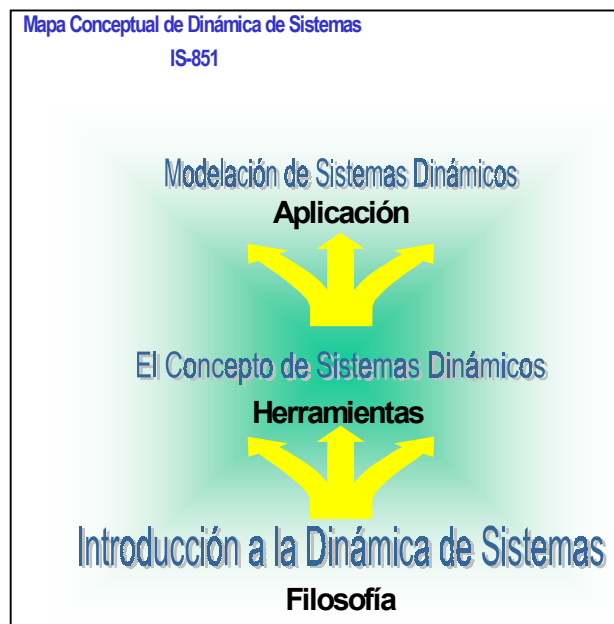 Mapa Conceptual de Dinámica de Sistemas
IS-851
Modelación de Sistemas Dinámicos
Aplicación
El Concepto de Sistemas Dinámicos
Herramientas
Introducción a la Dinámica de Sistemas
Filosofía